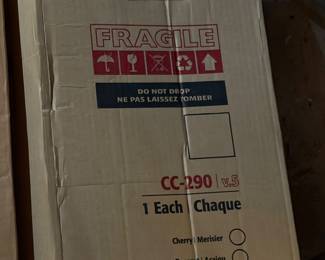 FRAGILE
DO NOT DROP
NE PAS LAISSEZ TOMBER
CC-290 | v.5
1 Each | Chaque
Cherry | Merisier